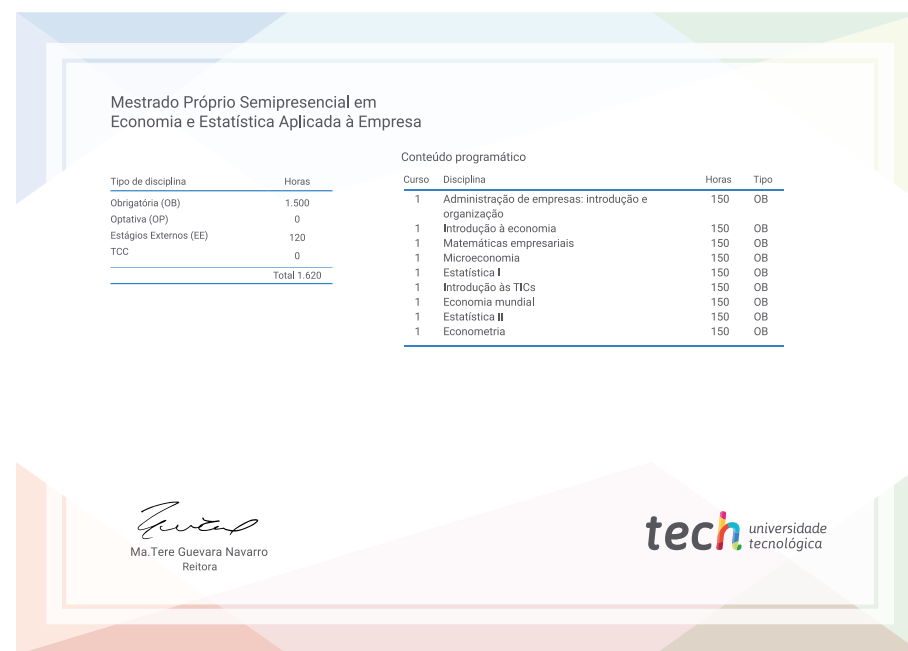 Mestrado Próprio Semipresencial em
Economia e Estatística Aplicada à Empresa
Tipo de disciplina Horas
Obrigatória (OB) 1.500
Optativa (OP) 0
Estágios Externos (EE) 120
TCC 0
Total 1.620
Conteúdo programático
Curso Disciplina Horas Tipo
1 Administração de empresas: introdução e 150 OB
organização
1 Introdução à economia 150 OB
1 Matemáticas empresariais 150 OB
1 Microeconomia 150 OB
1 Estatística I 150 OB
1 Introdução às TICs 150 OB
1 Economia mundial 150 OB
1 Estatística II 150 OB
1 Econometria 150 OB
Ma.Tere Guevara Navarro
Reitora
tech universidade
tecnológica